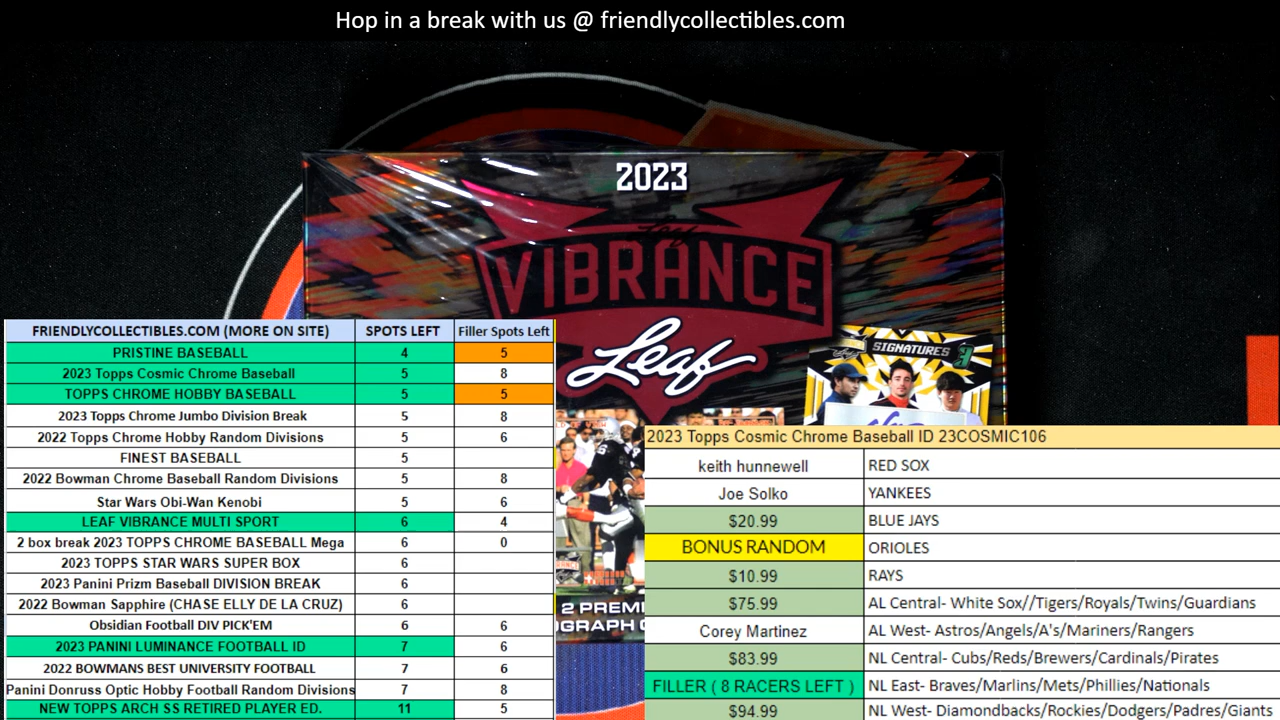 Hop in a break with us @ friendlycollectibles.com
2023
Leaf
VIBRANCE
Leaf
SIGNATURES
FRIENDLYCOLLECTIBLES.COM (MORE ON SITE) SPOTS LEFT Filler Spots Left
PRISTINE BASEBALL 4 5
2023 Topps Cosmic Chrome Baseball 5 8
TOPPS CHROME HOBBY BASEBALL 5 5
2023 Topps Chrome Jumbo Division Break 5 8
2022 Topps Chrome Hobby Random Divisions 5 6
FINEST BASEBALL 5
2022 Bowman Chrome Baseball Random Divisions 5 8
Star Wars Obi-Wan Kenobi 5 6
LEAF VIBRANCE MULTI SPORT 6 4
2 box break 2023 TOPPS CHROME BASEBALL Mega 6 0
2023 TOPPS STAR WARS SUPER BOX 6
2023 Panini Prizm Baseball DIVISION BREAK 6
2022 Bowman Sapphire (CHASE ELLY DE LA CRUZ) 6
Obsidian Football DIV PICK'EM 6 6
2023 PANINI LUMINANCE FOOTBALL ID 7 6
2022 BOWMANS BEST UNIVERSITY FOOTBALL 7 6
Panini Donruss Optic Hobby Football Random Divisions 7 8
NEW TOPPS ARCH SS RETIRED PLAYER ED. 11 5
2 PREMI
OGRAPH C
2023 Topps Cosmic Chrome Baseball ID 23COSMIC106
keith hunnewell RED SOX
Joe Solko YANKEES
$20.99 BLUE JAYS
BONUS RANDOM ORIOLES
$10.99 RAYS
$75.99 AL Central- White Sox//Tigers/Royals/Twins/Guardians
Corey Martinez AL West- Astros/Angels/A's/Mariners/Rangers
$83.99 NL Central- Cubs/Reds/Brewers/Cardinals/Pirates
FILLER ( 8 RACERS LEFT ) NL East- Braves/Marlins/Mets/Phillies/Nationals
$94.99 NL West- Diamondbacks/Rockies/Dodgers/Padres/Giants